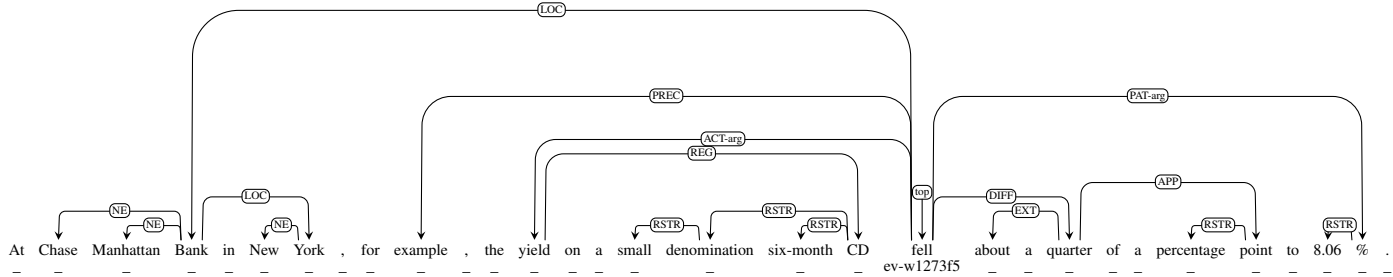 LOC
PREC PAT-arg
ACT-arg
REG
top
APP
LOC DIFF
NE RSTR EXT
NE NE RSTR RSTR RSTR RSTR
At Chase Manhattan Bank in New York , for example , the yield on a small denomination six-month CD fell about a quarter of a percentage point to 8.06 % .
_ _ _ _ _ _ _ _ _ _ _ _ _ _ _ _ _ _ _ ev-w1273f5 _ _ _ _ _ _ _ _ _ _ _